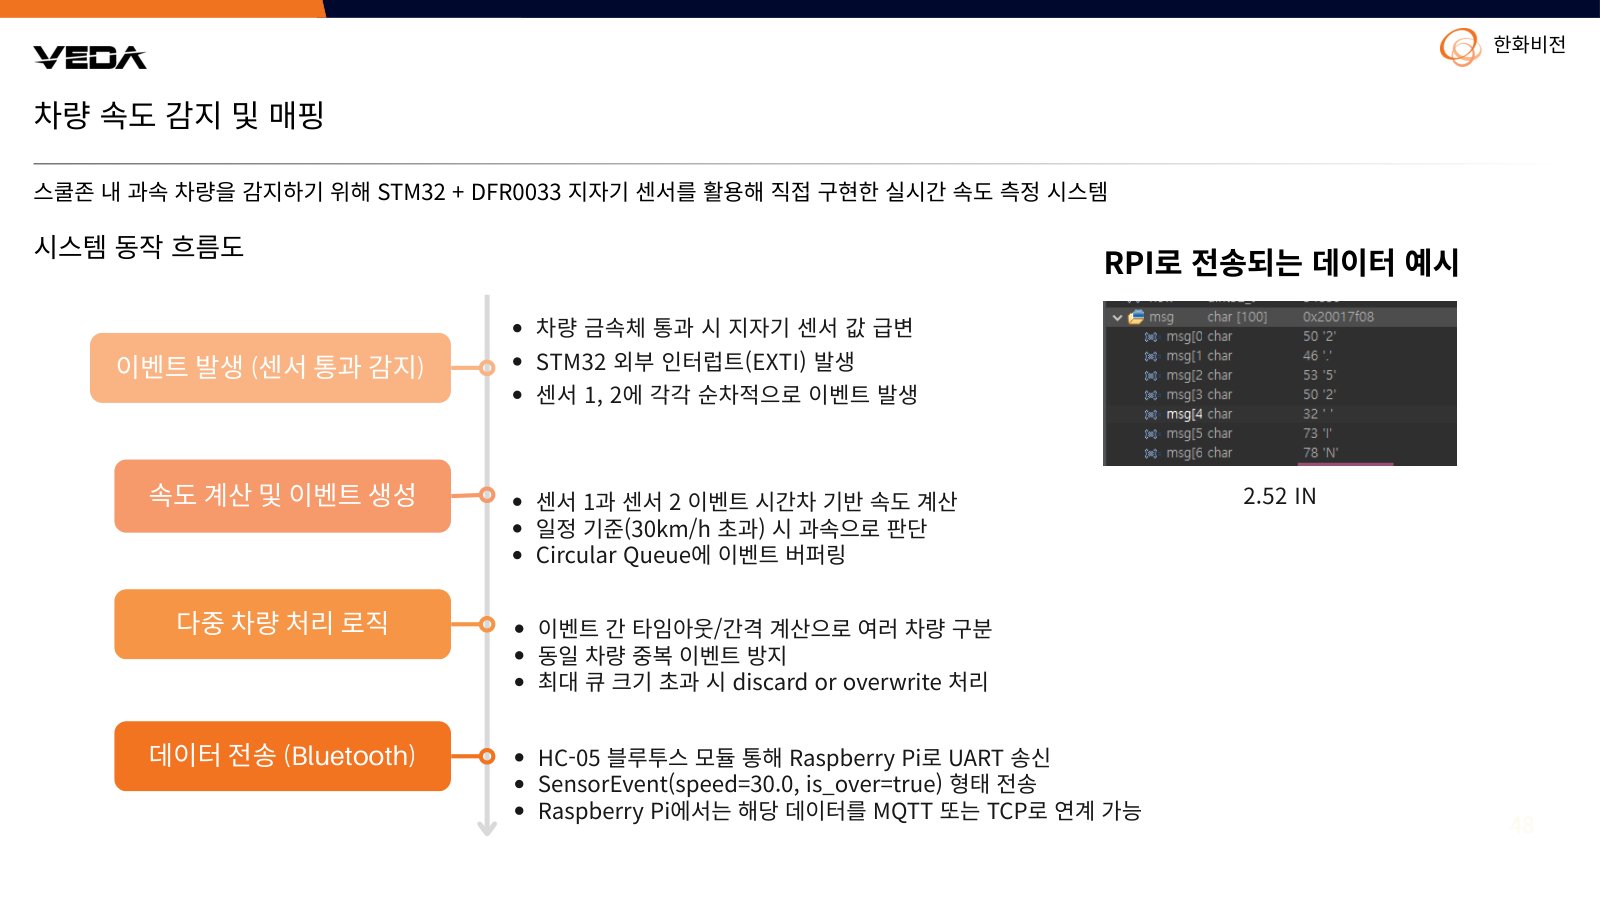 VEDA
한화비전
차량 속도 감지 및 매핑
스쿨존 내 과속 차량을 감지하기 위해 STM32 + DFR0033 지자기 센서를 활용해 직접 구현한 실시간 속도 측정 시스템
시스템 동작 흐름도
이벤트 발생 (센서 통과 감지)
• 차량 금속체 통과 시 지자기 센서 값 급변
• STM32 외부 인터럽트(EXTI) 발생
• 센서 1, 2에 각각 순차적으로 이벤트 발생
속도 계산 및 이벤트 생성
• 센서 1과 센서 2 이벤트 시간차 기반 속도 계산
• 일정 기준(30km/h 초과) 시 과속으로 판단
• Circular Queue에 이벤트 버퍼링
다중 차량 처리 로직
• 이벤트 간 타임아웃/간격 계산으로 여러 차량 구분
• 동일 차량 중복 이벤트 방지
• 최대 큐 크기 초과 시 discard or overwrite 처리
데이터 전송 (Bluetooth)
• HC-05 블루투스 모듈 통해 Raspberry Pi로 UART 송신
• SensorEvent(speed=30.0, is_over=true) 형태 전송
• Raspberry Pi에서는 해당 데이터를 MQTT 또는 TCP로 연계 가능
RPI로 전송되는 데이터 예시
msg char [100] 0x20017f08
msg[0 char 50 '2'
msg[1 char 46 '.'
msg[2 char 53 '5'
msg[3 char 50 '2'
msg[4 char 32 ' '
msg[5 char 73 'I'
msg[6 char 78 'N'
2.52 IN
48